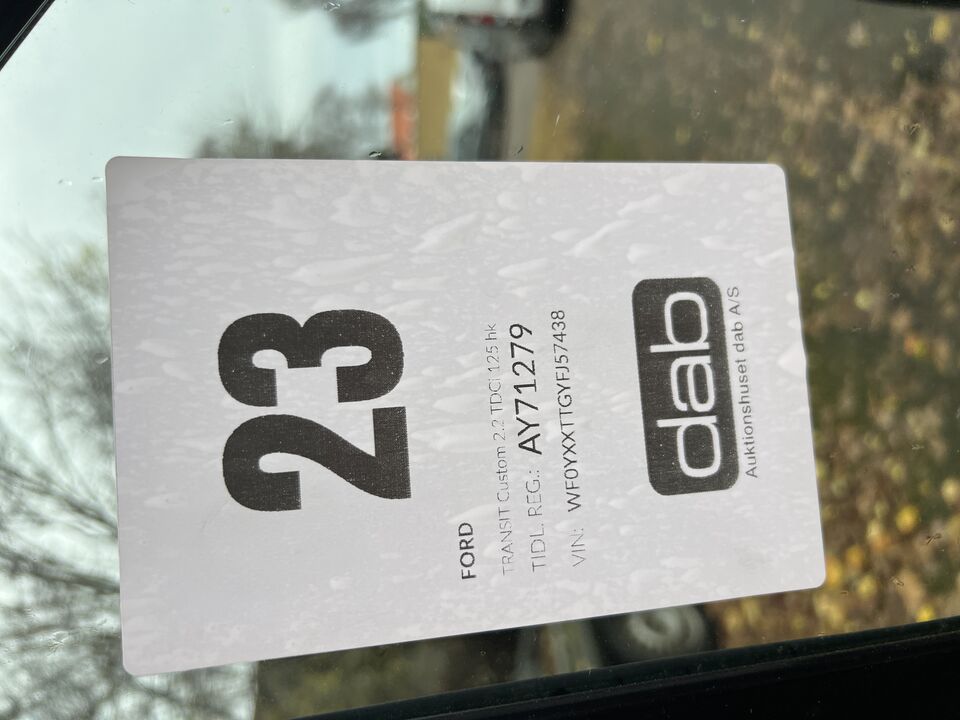 23
FORD
TRANSIT Custom 2.2 TDCi 125 hk
TIDL. REG.: AY71279
VIN: WF0YXXTTGYFJ57438
dab
Auktionshuset dab A/S